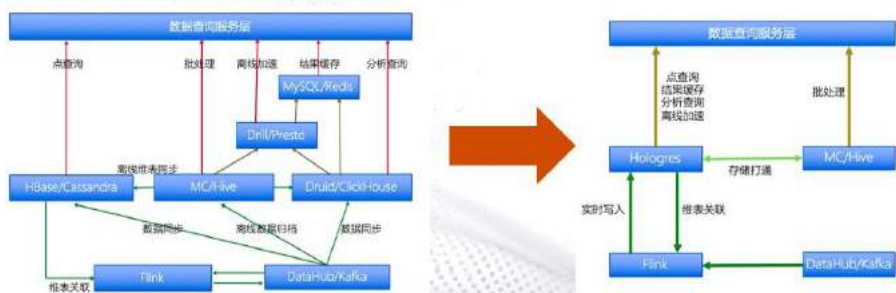 数据查询服务层
点查询
批处理
离线加速
结果缓存
分析查询
MySQL/Redis
Drill/Presto
离线维表同步
HBase/Cassandra
MC/Hive
Druid/ClickHouse
数据同步
离线数据归档
数据同步
维表关联
Flink
DataHub/Kafka
数据查询服务层
点查询
结果缓存
分析查询
离线加速
批处理
Hologres
存储打通
MC/Hive
实时写入
维表关联
Flink
DataHub/Kafka